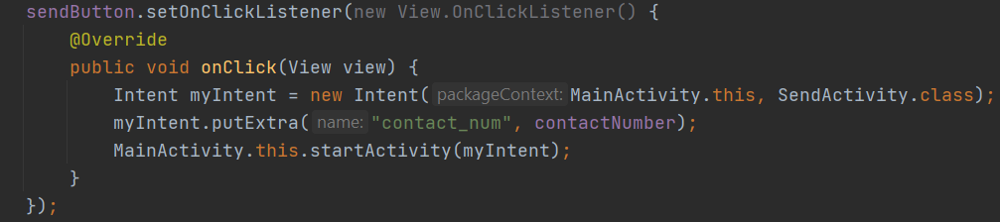 sendButton.setOnClickListener(new View.OnClickListener() {
@Override
public void onClick(View view) {
Intent myIntent = new Intent( packageContext: MainActivity.this, SendActivity.class);
myIntent.putExtra( name: "contact_num", contactNumber);
MainActivity.this.startActivity(myIntent);
}
});